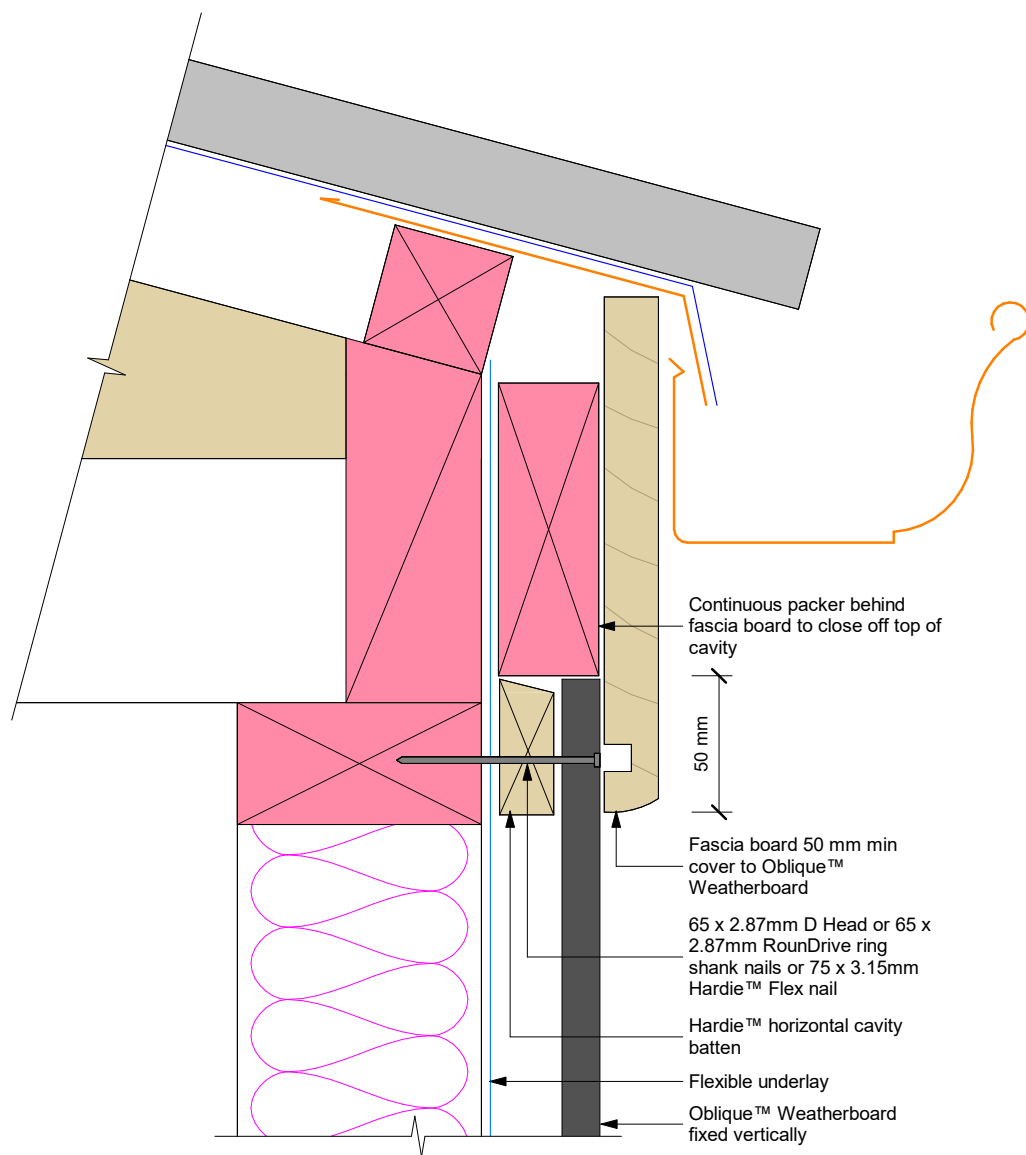 Continuous packer behind
fascia board to close off top of
cavity
50 mm
Fascia board 50 mm min
cover to Oblique™
Weatherboard
65 x 2.87mm D Head or 65 x
2.87mm RounDrive ring
shank nails or 75 x 3.15mm
Hardie™ Flex nail
Hardie™ horizontal cavity
batten
Flexible underlay
Oblique™ Weatherboard
fixed vertically